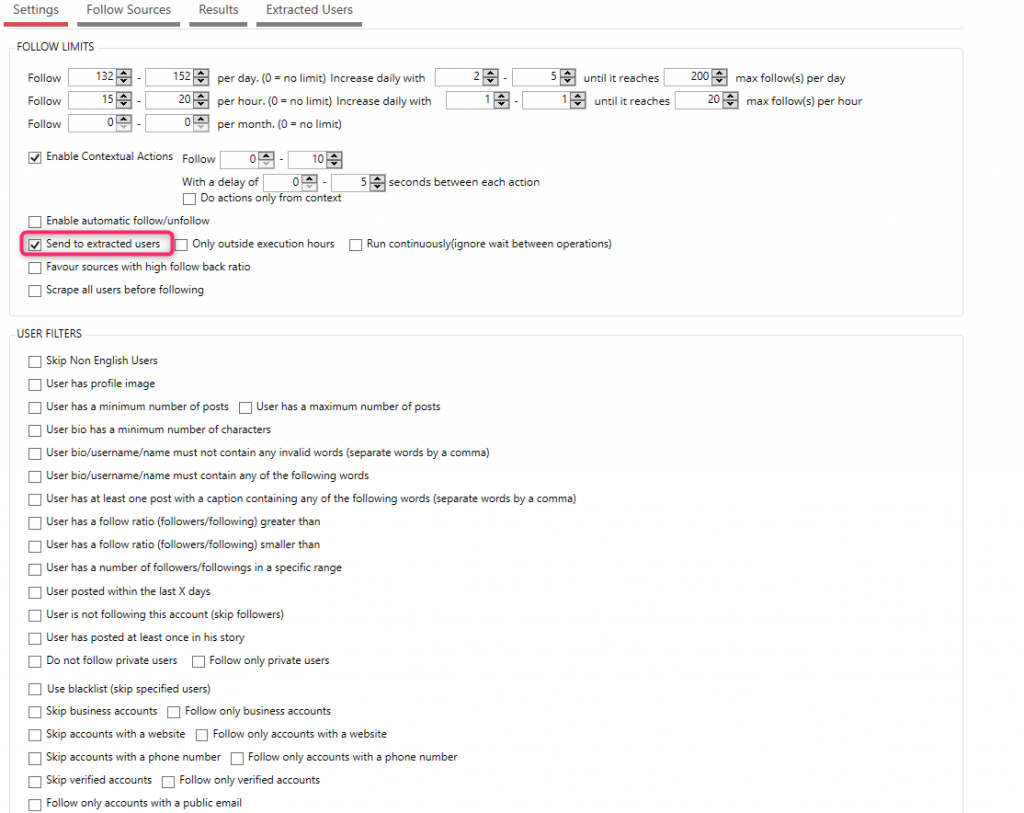 Settings Follow Sources Results Extracted Users
FOLLOW LIMITS
Follow 132 - 152 per day. (0 = no limit) Increase daily with 2 - 5 until it reaches 200 max follow(s) per day
Follow 15 - 20 per hour. (0 = no limit) Increase daily with 1 - 1 until it reaches 20 max follow(s) per hour
Follow 0 - 0 per month. (0 = no limit)
Enable Contextual Actions Follow 0 - 10
With a delay of 0 - 5 seconds between each action
Do actions only from context
Enable automatic follow/unfollow
Send to extracted users Only outside execution hours Run continuously(ignore wait between operations)
Favour sources with high follow back ratio
Scrape all users before following
USER FILTERS
Skip Non English Users
User has profile image
User has a minimum number of posts User has a maximum number of posts
User bio has a minimum number of characters
User bio/username/name must not contain any invalid words (separate words by a comma)
User bio/username/name must contain any of the following words
User has at least one post with a caption containing any of the following words (separate words by a comma)
User has a follow ratio (followers/following) greater than
User has a follow ratio (followers/following) smaller than
User has a number of followers/followings in a specific range
User posted within the last X days
User is not following this account (skip followers)
User has posted at least once in his story
Do not follow private users Follow only private users
Use blacklist (skip specified users)
Skip business accounts Follow only business accounts
Skip accounts with a website Follow only accounts with a website
Skip accounts with a phone number Follow only accounts with a phone number
Skip verified accounts Follow only verified accounts
Follow only accounts with a public email